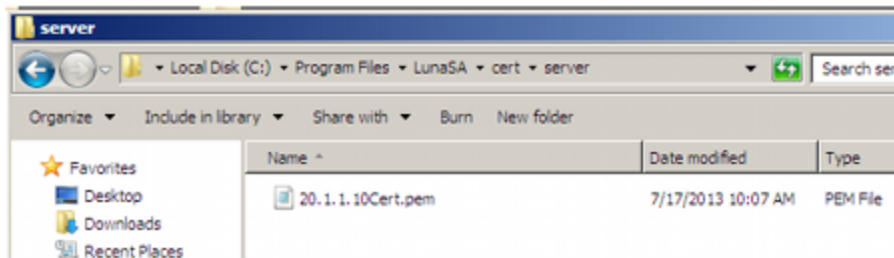 server
Local Disk (C:) Program Files LunaSA cert server Search ser
Organize Include in library Share with Burn New folder
Favorites Name Date modified Type
Desktop 20.1.1.10Cert.pem 7/17/2013 10:07 AM PEM File
Downloads
Recent Places